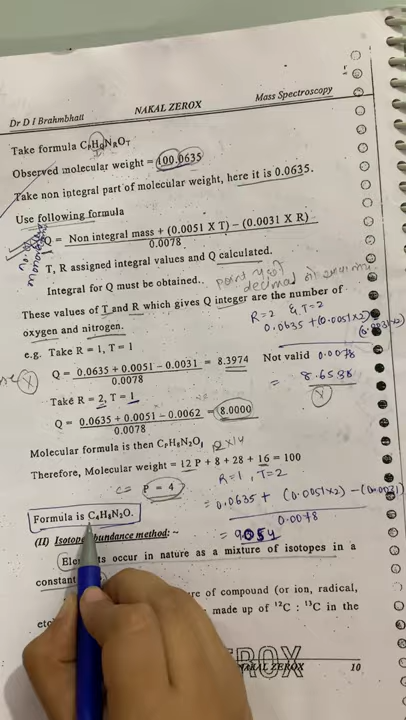 Dr D I Brahmbhatt NAKAL ZEROX Mass Spectroscopy
Take formula CPHQNROT
Observed molecular weight = 100.0635
Take non integral part of molecular weight, here it is 0.0635.
Use following formula
Q = Non integral mass + (0.0051 X T) – (0.0031 X R)
0.0078
T, R assigned integral values and Q calculated.
Integral for Q must be obtained.
These values of T and R which gives Q integer are the number of
oxygen and nitrogen.
R=2 & T=2
0.0635 + (0.0051×2)
e.g. Take R = 1, T = 1
Q = 0.0635 + 0.0051 – 0.0031 = 8.3974 Not valid
0.0078
0.0078
= 8.6538
Take R = 2, T = 1
Q = 0.0635 + 0.0051 – 0.0062 = 8.0000
0.0078
Molecular formula is then CPH8N2O1
Therefore, Molecular weight = 12 P + 8 + 28 + 16 = 100
R=1, T=2
C= P = 4
= 0.0635 + (0.0051×2) – (0.0031)
0.0078
= 9.054
Formula is C4H8N2O.
(II) Isotope abundance method: ~
Elements occur in nature as a mixture of isotopes in a
constant
ure of compound (or ion, radical,
made up of 12C : 13C in the
NAKAL ZEROX 10